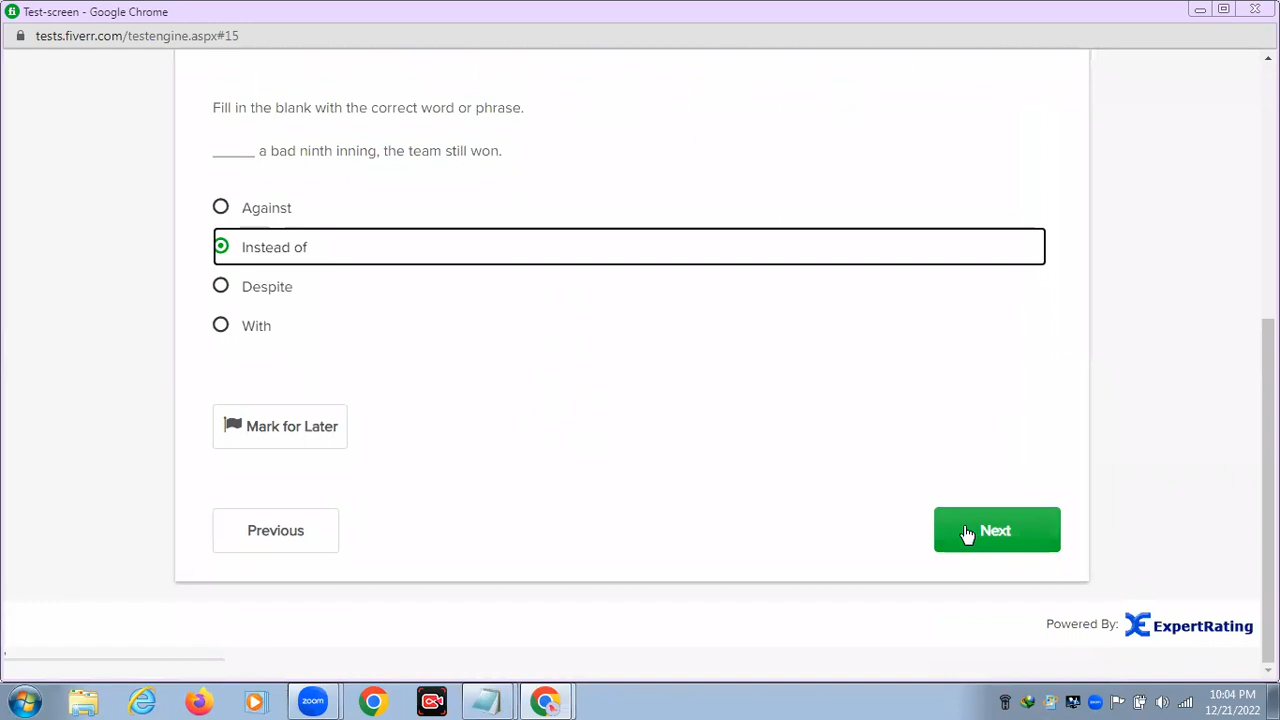 Test-screen - Google Chrome
tests.fiverr.com/testengine.aspx#15
Fill in the blank with the correct word or phrase.
______ a bad ninth inning, the team still won.
Against
Instead of
Despite
With
Mark for Later
Previous
Next
Powered By: ExpertRating
zoom
10:04 PM
12/21/2022